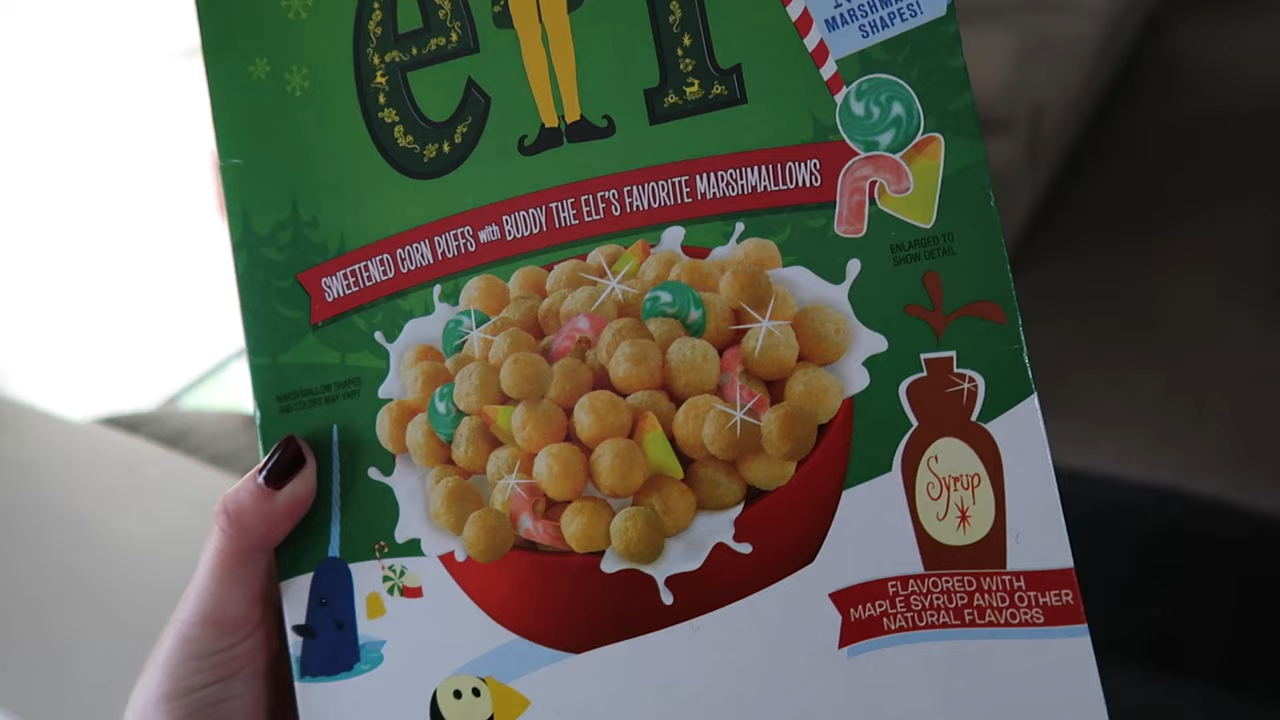 elf
MARSHMALLOW
SHAPES!
SWEETENED CORN PUFFS with BUDDY THE ELF'S FAVORITE MARSHMALLOWS
ENLARGED TO
SHOW DETAIL
MARSHMALLOW SHAPES
AND COLORS MAY VARY
Syrup
FLAVORED WITH
MAPLE SYRUP AND OTHER
NATURAL FLAVORS